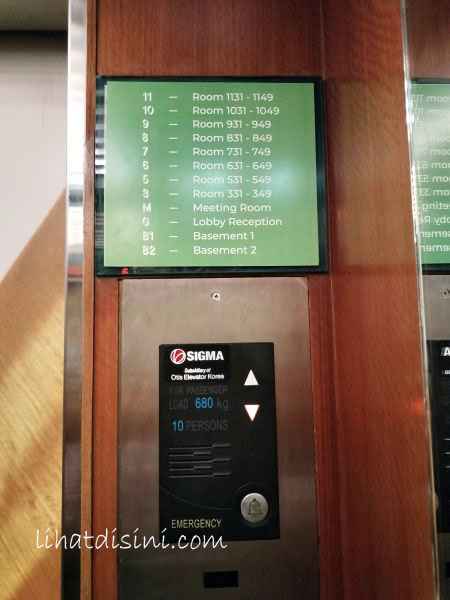 11 — Room 1131 - 1149
10 — Room 1031 - 1049
9 — Room 931 - 949
8 — Room 831 - 849
7 — Room 731 - 749
6 — Room 631 - 649
5 — Room 531 - 549
3 — Room 331 - 349
M — Meeting Room
G — Lobby Reception
B1 — Basement 1
B2 — Basement 2
SIGMA
Subsidiary of
Otis Elevator Korea
FOR PASSENGER
LOAD 680 kg
10 PERSONS
EMERGENCY
lihatdisini.com